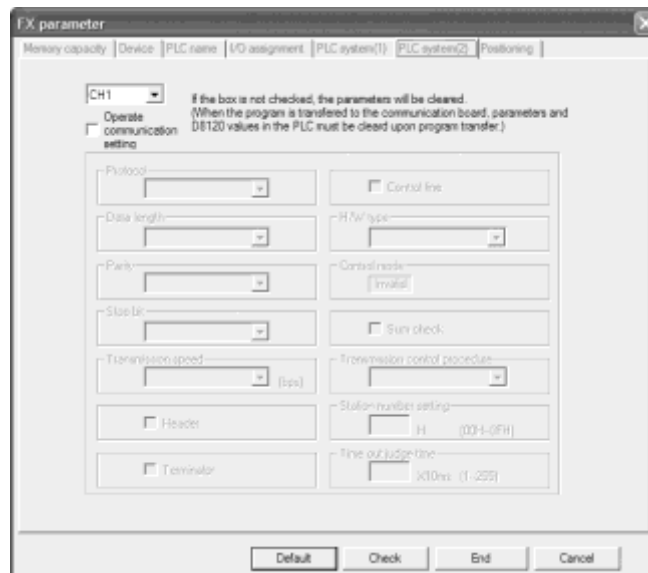 FX parameter
Memory capacity Device PLC name I/O assignment PLC system(1) PLC system(2) Positioning
CH1
If the box is not checked, the parameters will be cleared.
(When the program is transfered to the communication board, parameters and
D8120 values in the PLC must be cleard upon program transfer.)
Operate
communication
setting
Protocol
Control line
Data length
H/W type
Parity
Control mode
Invalid
Stop bit
Sum check
Transmission speed
(bps)
Transmission control procedure
Header
Station number setting
H (00H-0FH)
Terminator
Time out judge time
X10ms (1-255)
Default Check End Cancel